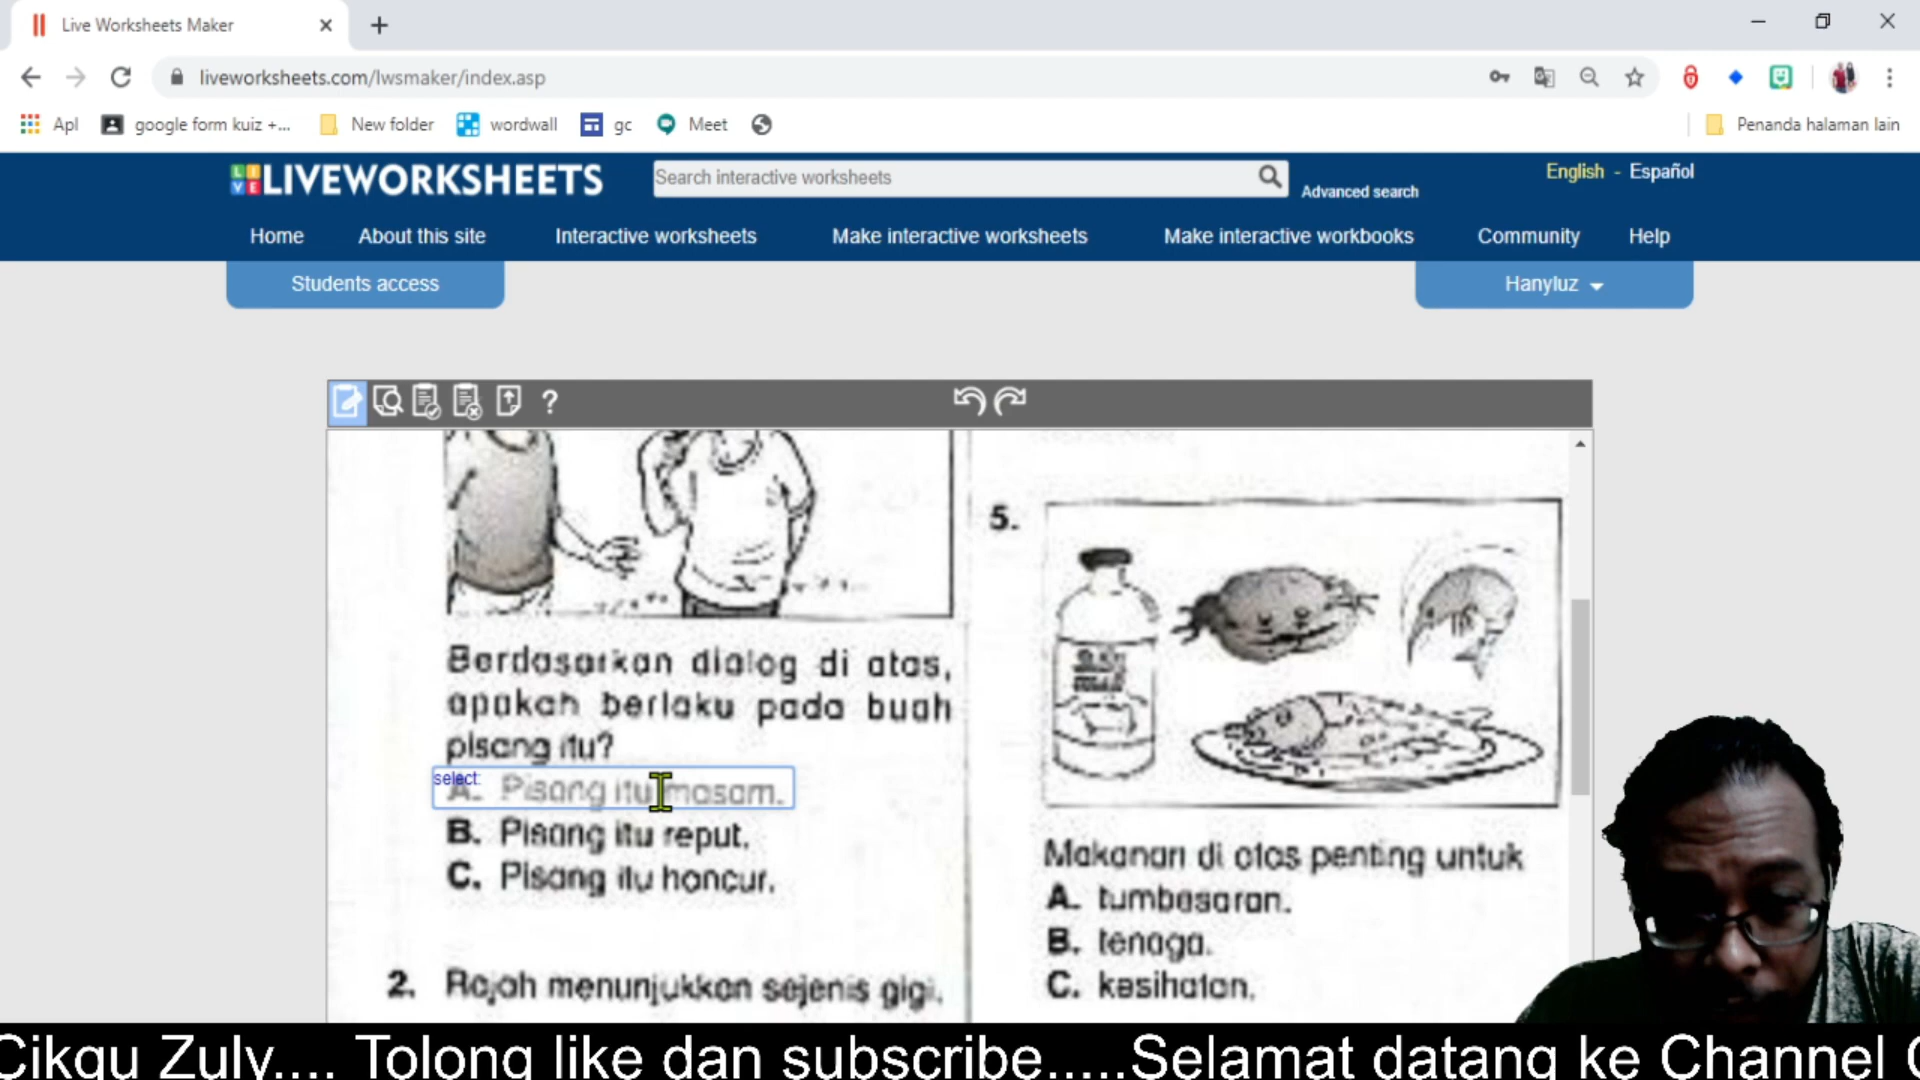 Live Worksheets Maker
liveworksheets.com/lwsmaker/index.asp
Apl
google form kuiz +...
New folder
wordwall
gc
Meet
Penanda halaman lain
LIVEWORKSHEETS
Search interactive worksheets
Advanced search
English - Español
Home
About this site
Interactive worksheets
Make interactive worksheets
Make interactive workbooks
Community
Help
Students access
Hanyluz
?
Berdasarkan dialog di atas,
apakah berlaku pada buah
pisang itu?
select:
A. Pisang itu masam.
B. Pisang itu reput.
C. Pisang itu hancur.
2. Rajah menunjukkan sejenis gigi.
5.
Makanan di atas penting untuk
A. tumbesaran.
B. tenaga.
C. kesihatan.
Cikgu Zuly.... Tolong like dan subscribe.....Selamat datang ke Channel